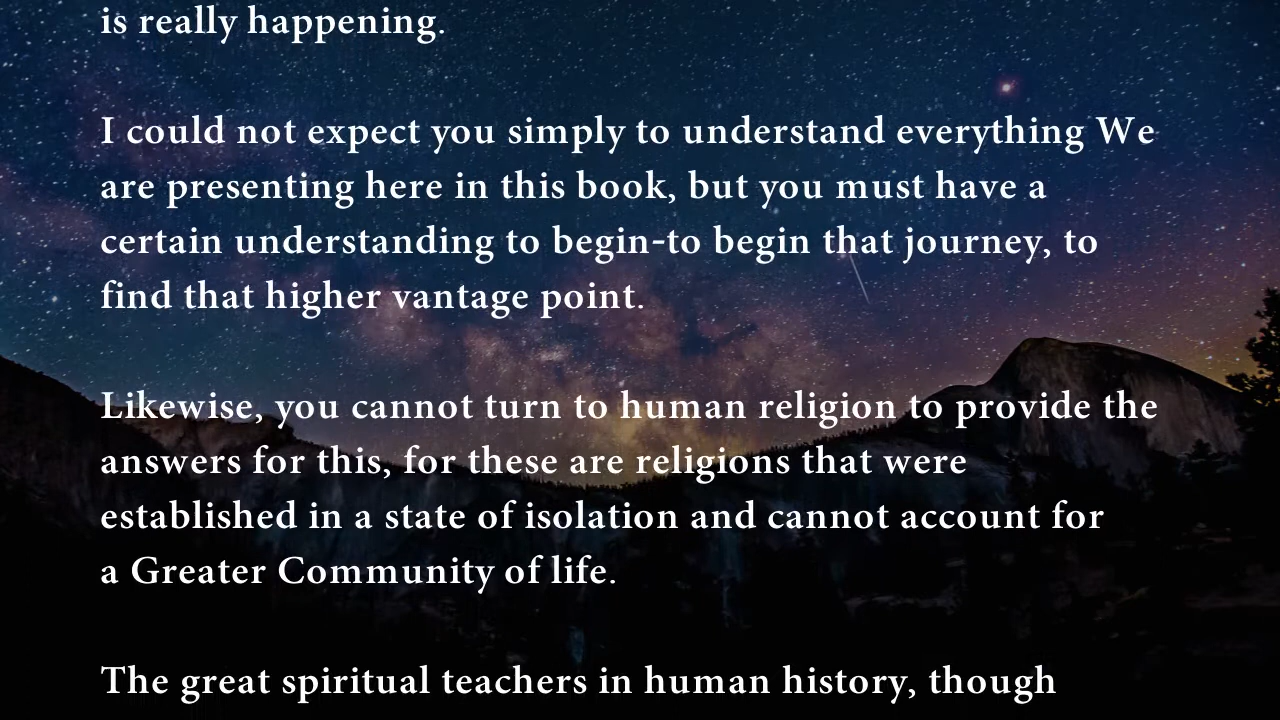 is really happening.
I could not expect you simply to understand everything We
are presenting here in this book, but you must have a
certain understanding to begin-to begin that journey, to
find that higher vantage point.
Likewise, you cannot turn to human religion to provide the
answers for this, for these are religions that were
established in a state of isolation and cannot account for
a Greater Community of life.
The great spiritual teachers in human history, though